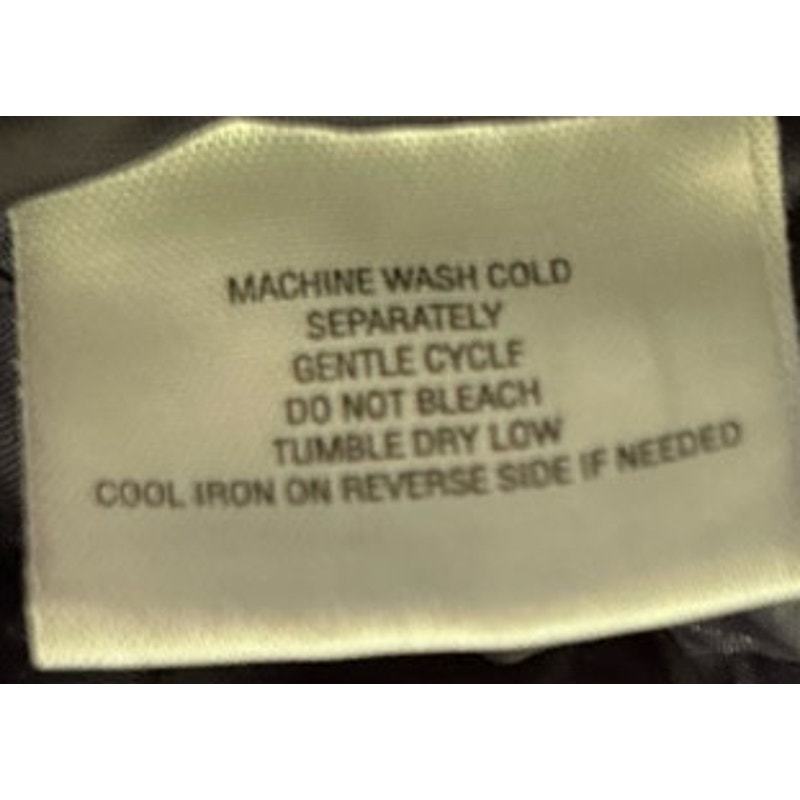 MACHINE WASH COLD
SEPARATELY
GENTLE CYCLE
DO NOT BLEACH
TUMBLE DRY LOW
COOL IRON ON REVERSE SIDE IF NEEDED